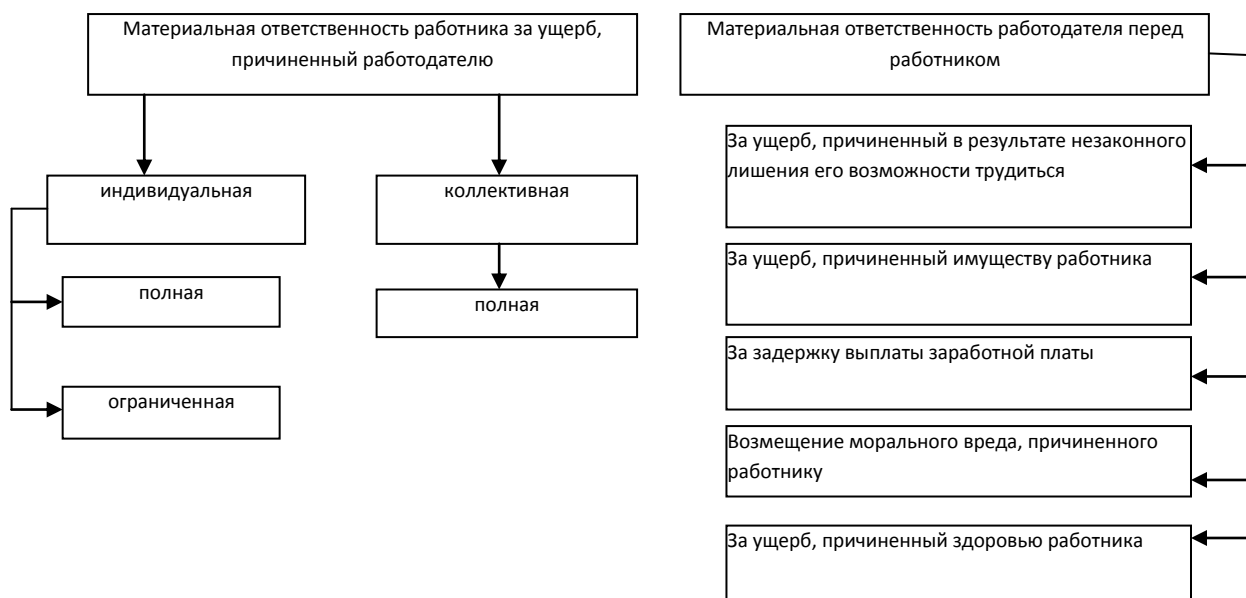 Материальная ответственность работника за ущерб,
причиненный работодателю
индивидуальная
коллективная
полная
полная
ограниченная
Материальная ответственность работодателя перед
работником
За ущерб, причиненный в результате незаконного
лишения его возможности трудиться
За ущерб, причиненный имуществу работника
За задержку выплаты заработной платы
Возмещение морального вреда, причиненного
работнику
За ущерб, причиненный здоровью работника